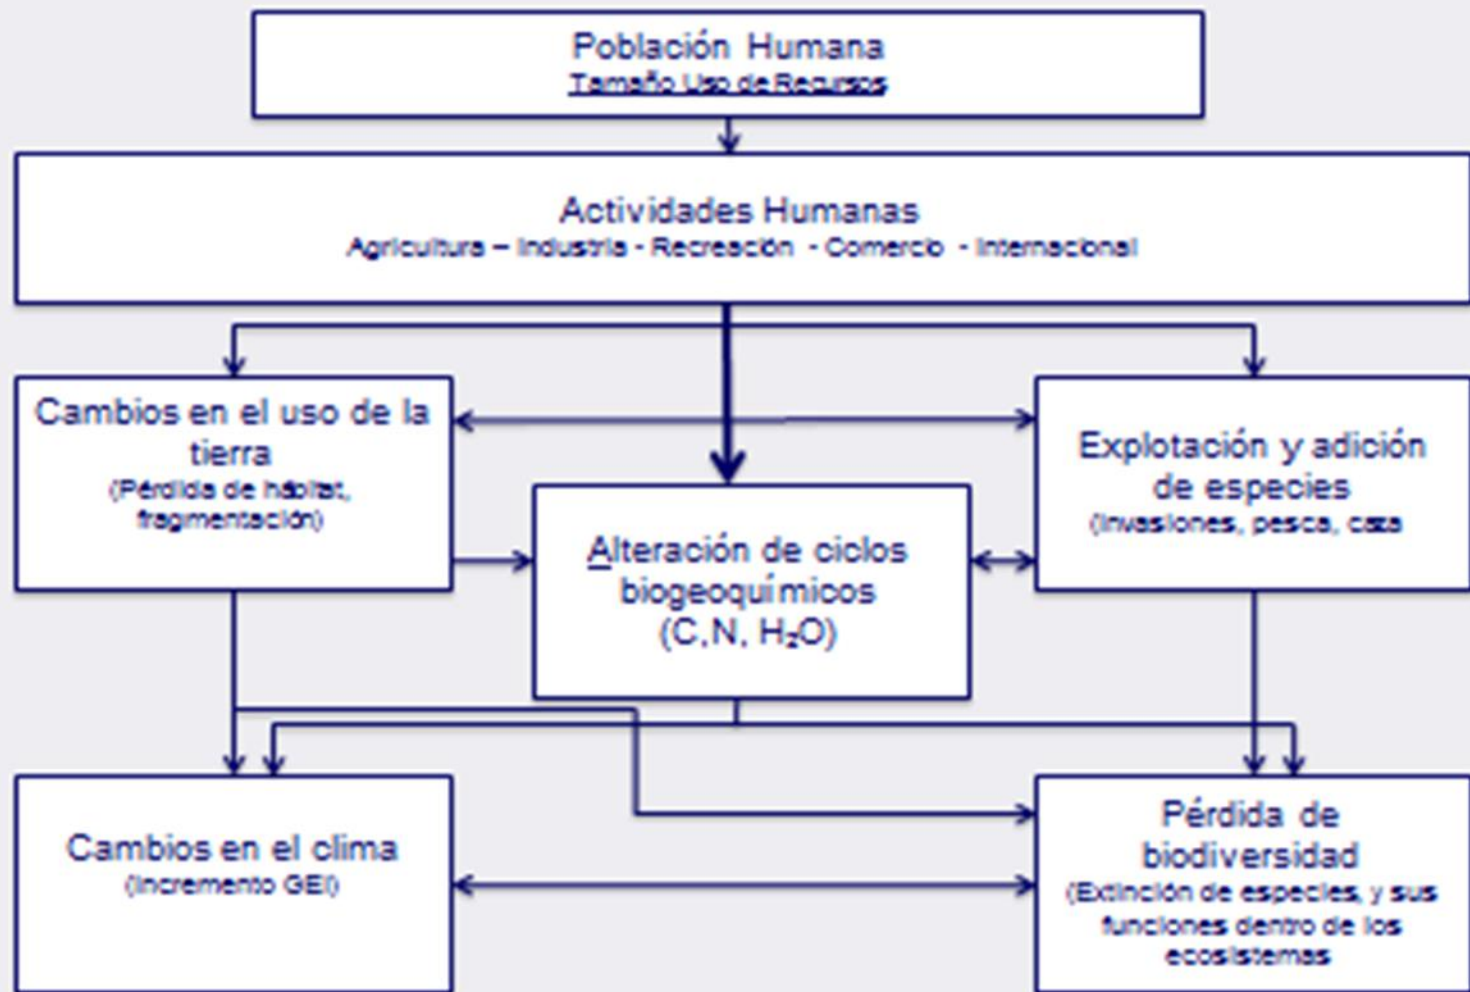 Población Humana
Tamaño Uso de Recursos
Actividades Humanas
Agricultura – Industria - Recreación - Comercio - Internacional
Cambios en el uso de la
tierra
(Pérdida de hábitat,
fragmentación)
Explotación y adición
de especies
(Invasiones, pesca, caza
Alteración de ciclos
biogeoquímicos
(C,N, H₂O)
Cambios en el clima
(Incremento GEI)
Pérdida de
biodiversidad
(Extinción de especies, y sus
funciones dentro de los
ecosistemas